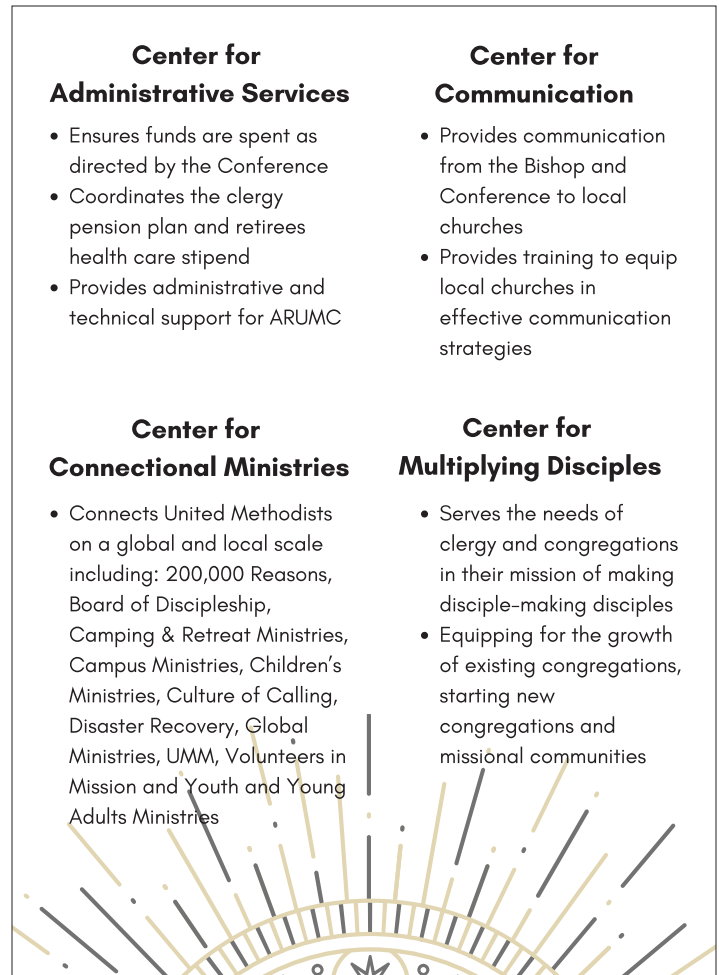 Center for
Administrative Services
• Ensures funds are spent as
directed by the Conference
• Coordinates the clergy
pension plan and retirees
health care stipend
• Provides administrative and
technical support for ARUMC
Center for
Communication
• Provides communication
from the Bishop and
Conference to local
churches
• Provides training to equip
local churches in
effective communication
strategies
Center for
Connectional Ministries
• Connects United Methodists
on a global and local scale
including: 200,000 Reasons,
Board of Discipleship,
Camping & Retreat Ministries,
Campus Ministries, Children’s
Ministries, Culture of Calling,
Disaster Recovery, Global
Ministries, UMM, Volunteers in
Mission and Youth and Young
Adults Ministries
Center for
Multiplying Disciples
• Serves the needs of
clergy and congregations
in their mission of making
disciple-making disciples
• Equipping for the growth
of existing congregations,
starting new
congregations and
missional communities